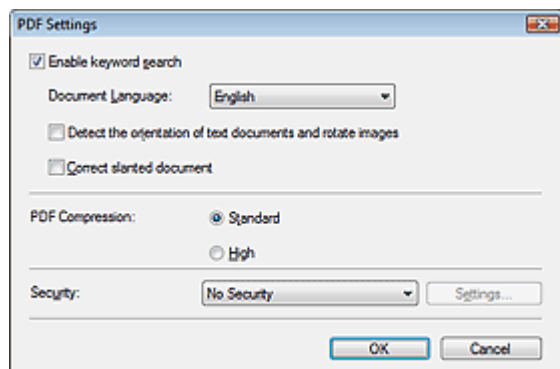 PDF Settings
Enable keyword search
Document Language: English
Detect the orientation of text documents and rotate images
Correct slanted document
PDF Compression: Standard
High
Security: No Security Settings...
OK Cancel